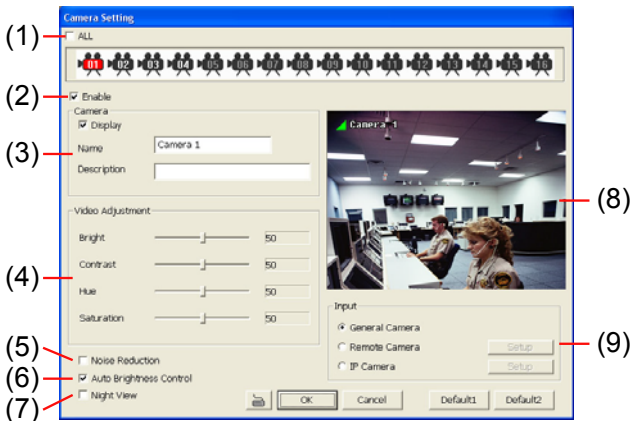 Camera Setting
(1) ALL
01 02 03 04 05 06 07 08 09 10 11 12 13 14 15 16
(2) Enable
Camera
Display
(3) Name Camera 1
Description
Camera 1
(8)
Video Adjustment
Bright 50
Contrast 50
(4) Hue 50
Saturation 50
Input
General Camera
Remote Camera Setup
(9)
IP Camera Setup
(5) Noise Reduction
(6) Auto Brightness Control
(7) Night View
OK Cancel Default1 Default2